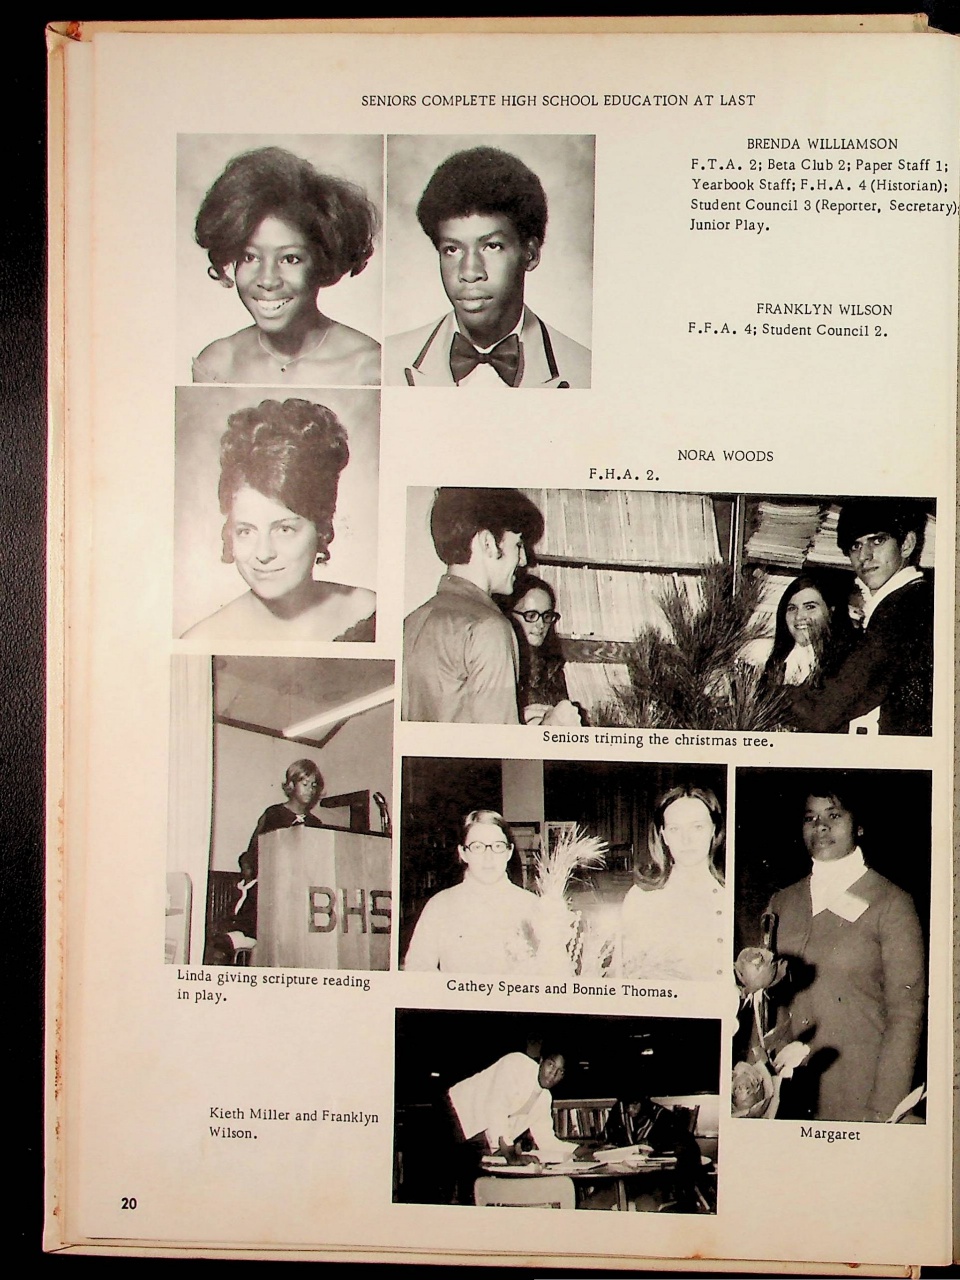 SENIORS COMPLETE HIGH SCHOOL EDUCATION AT LAST
BRENDA WILLIAMSON
F.T.A. 2; Beta Club 2; Paper Staff 1;
Yearbook Staff; F.H.A. 4 (Historian);
Student Council 3 (Reporter, Secretary);
Junior Play.
FRANKLYN WILSON
F.F.A. 4; Student Council 2.
NORA WOODS
F.H.A. 2.
Seniors triming the christmas tree.
BHS
Linda giving scripture reading
in play.
Cathey Spears and Bonnie Thomas.
Margaret
Kieth Miller and Franklyn
Wilson.
20